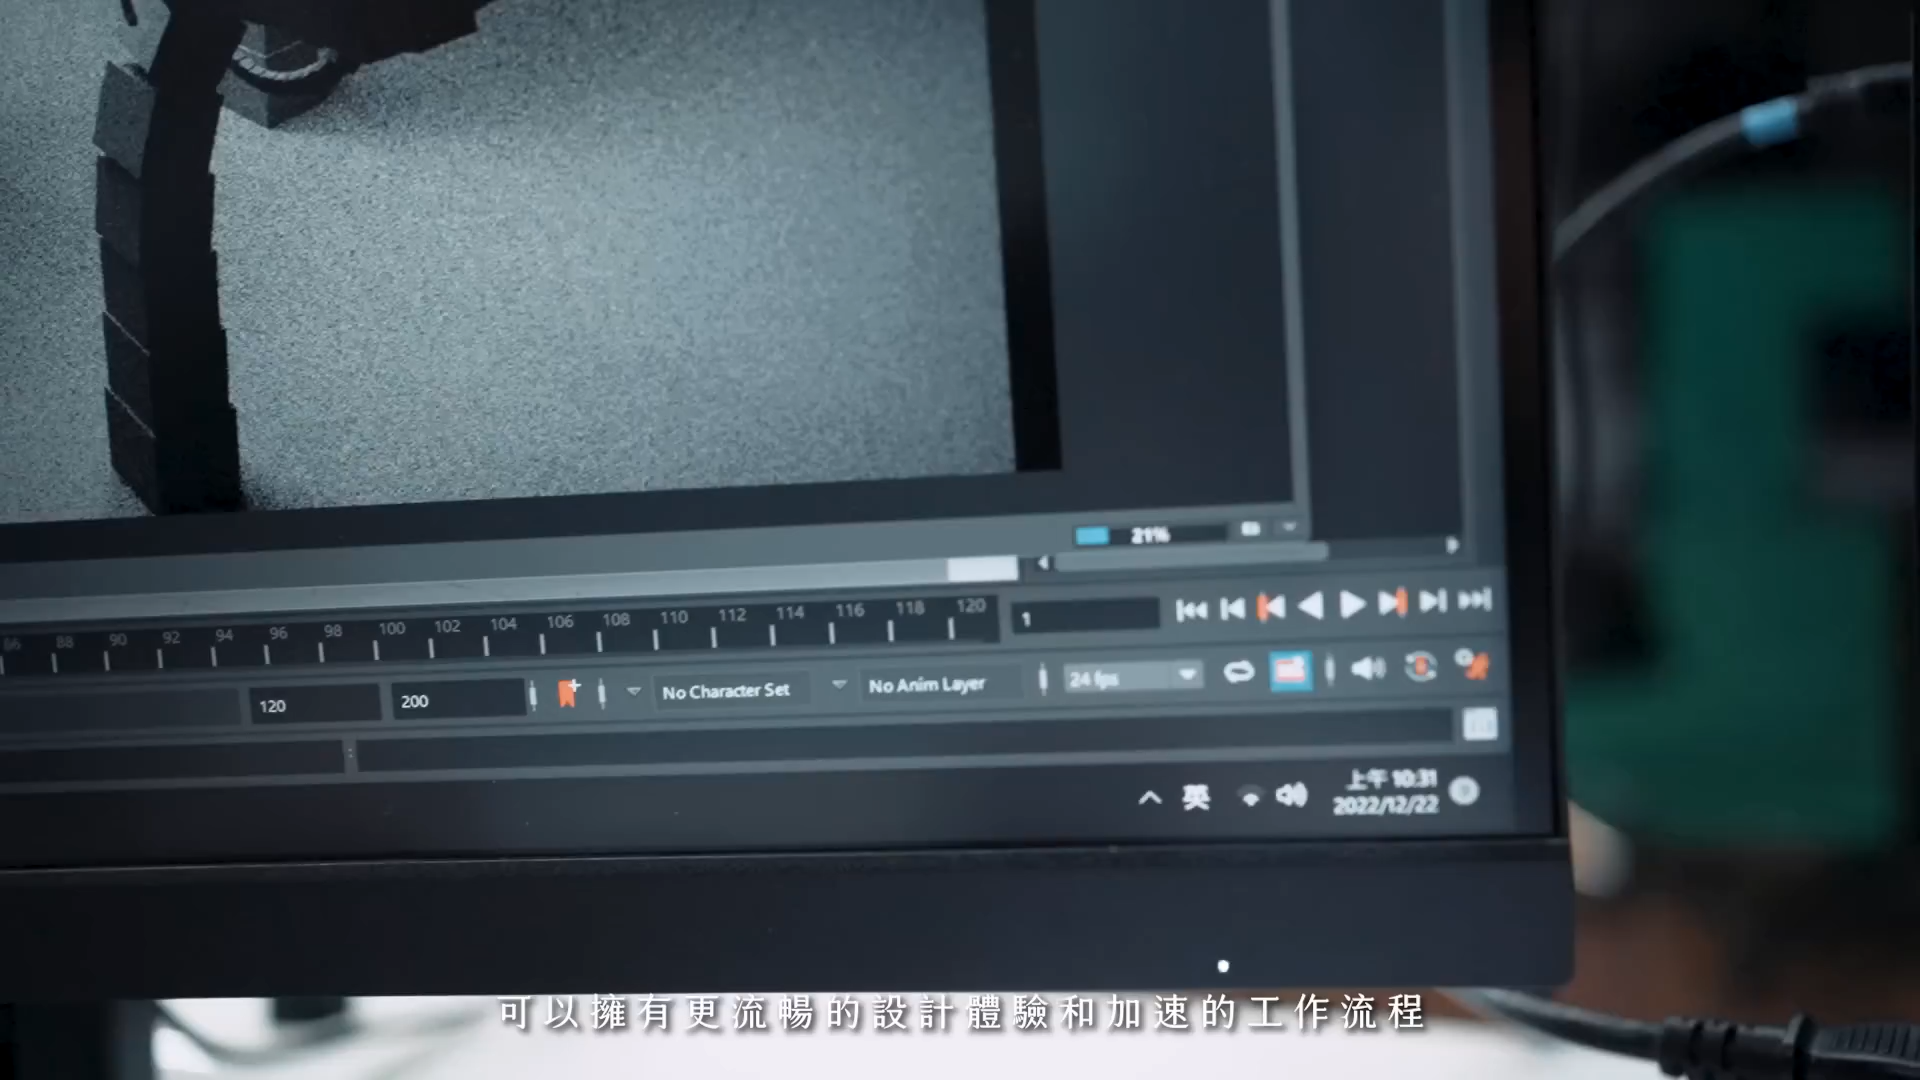 21%
86 88 90 92 94 96 98 100 102 104 106 108 110 112 114 116 118 120
1
120
200
No Character Set
No Anim Layer
24 fps
英
上午 10:31
2022/12/22
可以擁有更流暢的設計體驗和加速的工作流程